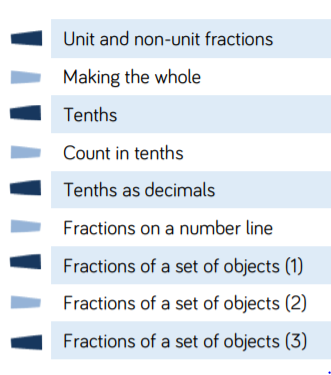 Unit and non-unit fractions
Making the whole
Tenths
Count in tenths
Tenths as decimals
Fractions on a number line
Fractions of a set of objects (1)
Fractions of a set of objects (2)
Fractions of a set of objects (3)